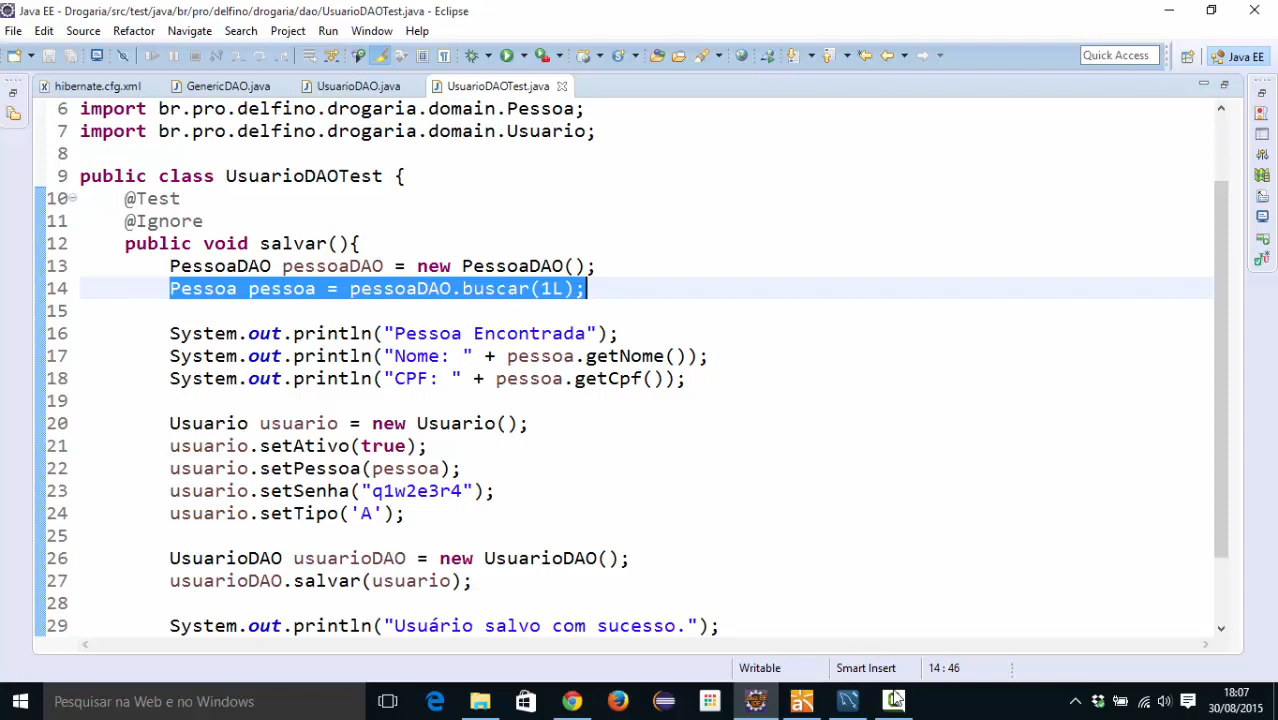 Java EE - Drogaria/src/test/java/br/pro/delfino/drogaria/dao/UsuarioDAOTest.java - Eclipse
File Edit Source Refactor Navigate Search Project Run Window Help
Quick Access Java EE
hibernate.cfg.xml GenericDAO.java UsuarioDAO.java UsuarioDAOTest.java
6 import br.pro.delfino.drogaria.domain.Pessoa;
7 import br.pro.delfino.drogaria.domain.Usuario;
8
9 public class UsuarioDAOTest {
10 @Test
11 @Ignore
12 public void salvar(){
13 PessoaDAO pessoaDAO = new PessoaDAO();
14 Pessoa pessoa = pessoaDAO.buscar(1L);
15
16 System.out.println("Pessoa Encontrada");
17 System.out.println("Nome: " + pessoa.getNome());
18 System.out.println("CPF: " + pessoa.getCpf());
19
20 Usuario usuario = new Usuario();
21 usuario.setAtivo(true);
22 usuario.setPessoa(pessoa);
23 usuario.setSenha("q1w2e3r4");
24 usuario.setTipo('A');
25
26 UsuarioDAO usuarioDAO = new UsuarioDAO();
27 usuarioDAO.salvar(usuario);
28
29 System.out.println("Usuário salvo com sucesso.");
Writable Smart Insert 14 : 46
Pesquisar na Web e no Windows
18:07
30/08/2015